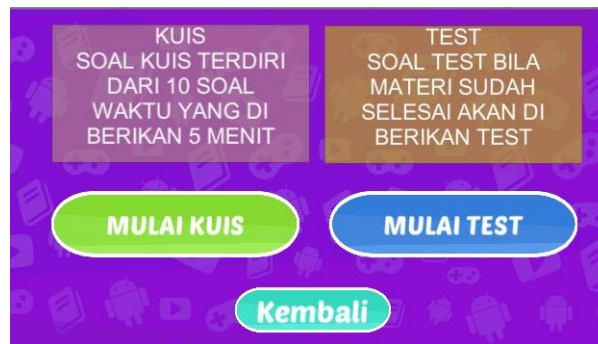 KUIS
SOAL KUIS TERDIRI
DARI 10 SOAL
WAKTU YANG DI
BERIKAN 5 MENIT
TEST
SOAL TEST BILA
MATERI SUDAH
SELESAI AKAN DI
BERIKAN TEST
MULAI KUIS
MULAI TEST
Kembali